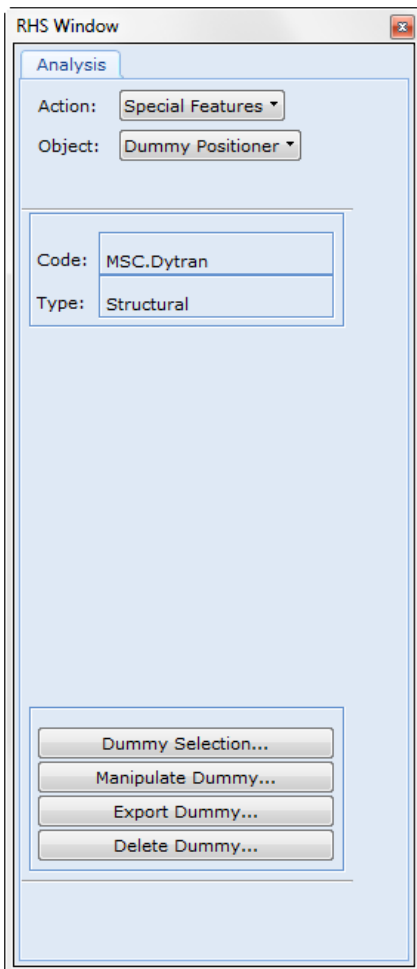 RHS Window
Analysis
Action: Special Features
Object: Dummy Positioner
Code: MSC.Dytran
Type: Structural
Dummy Selection...
Manipulate Dummy...
Export Dummy...
Delete Dummy...